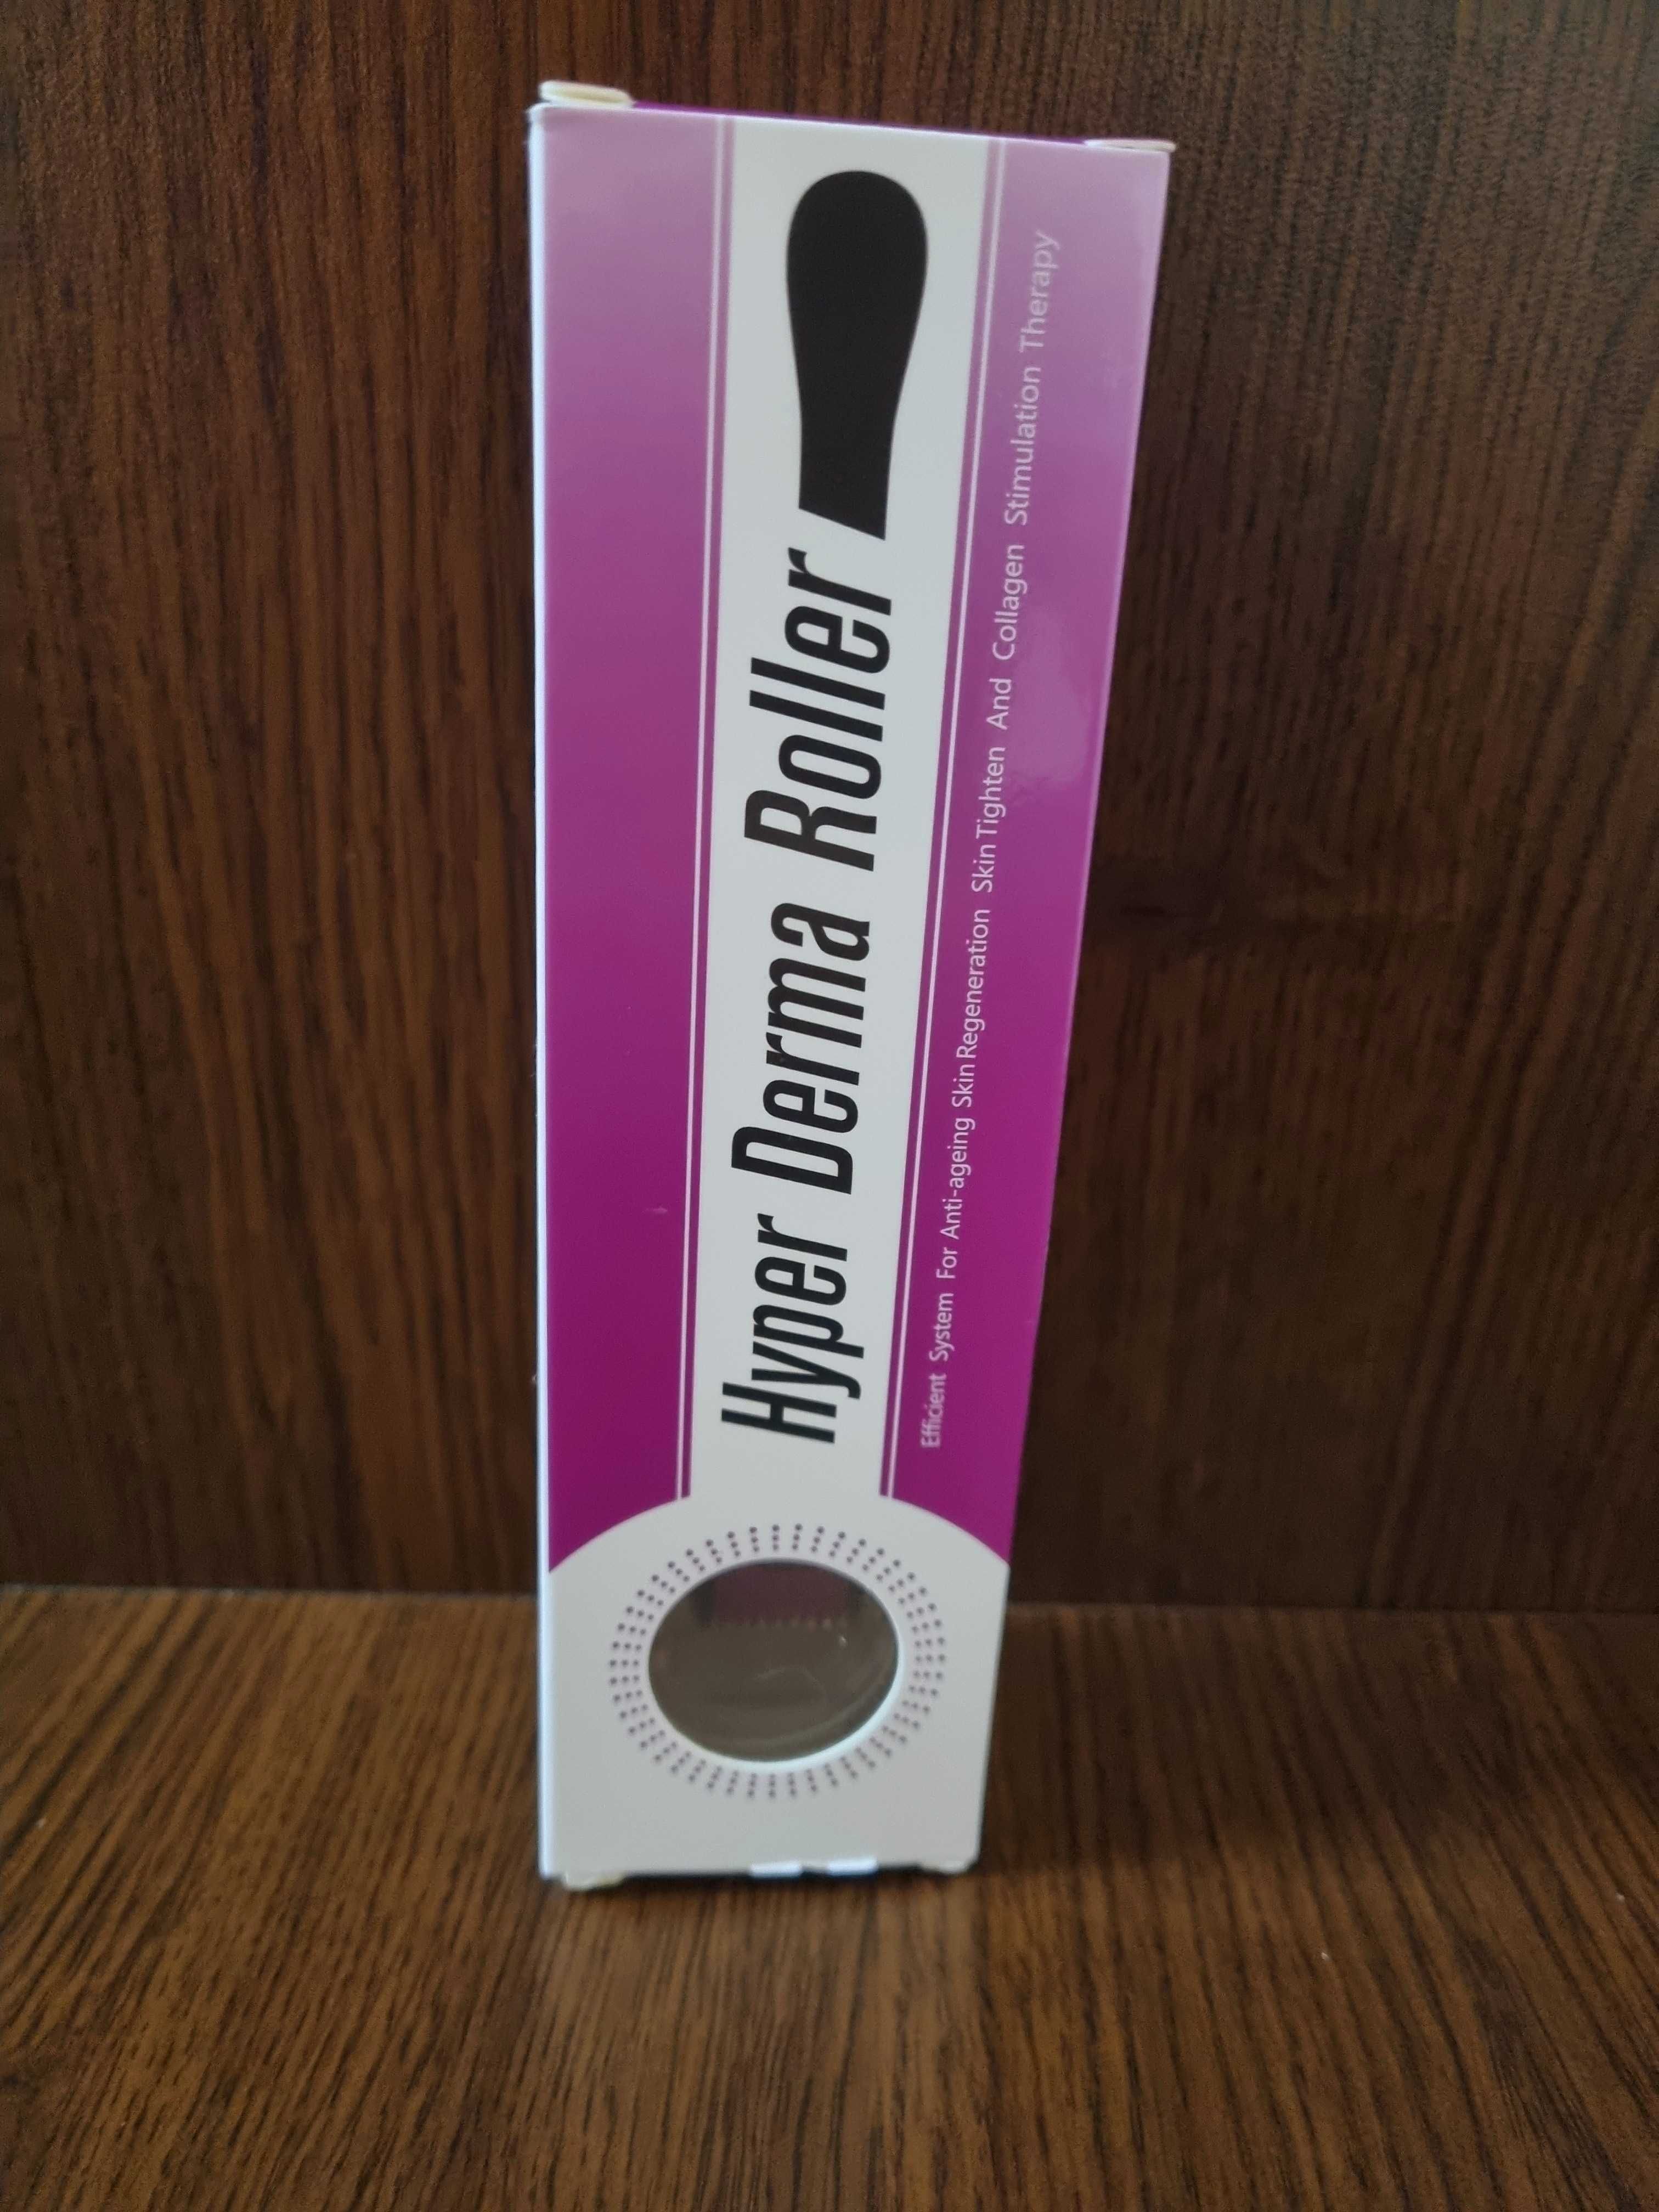 Hyper Derma Roller
Efficient System For Anti-ageing Skin Regeneration Skin Tighten And Collagen Stimulation Therapy